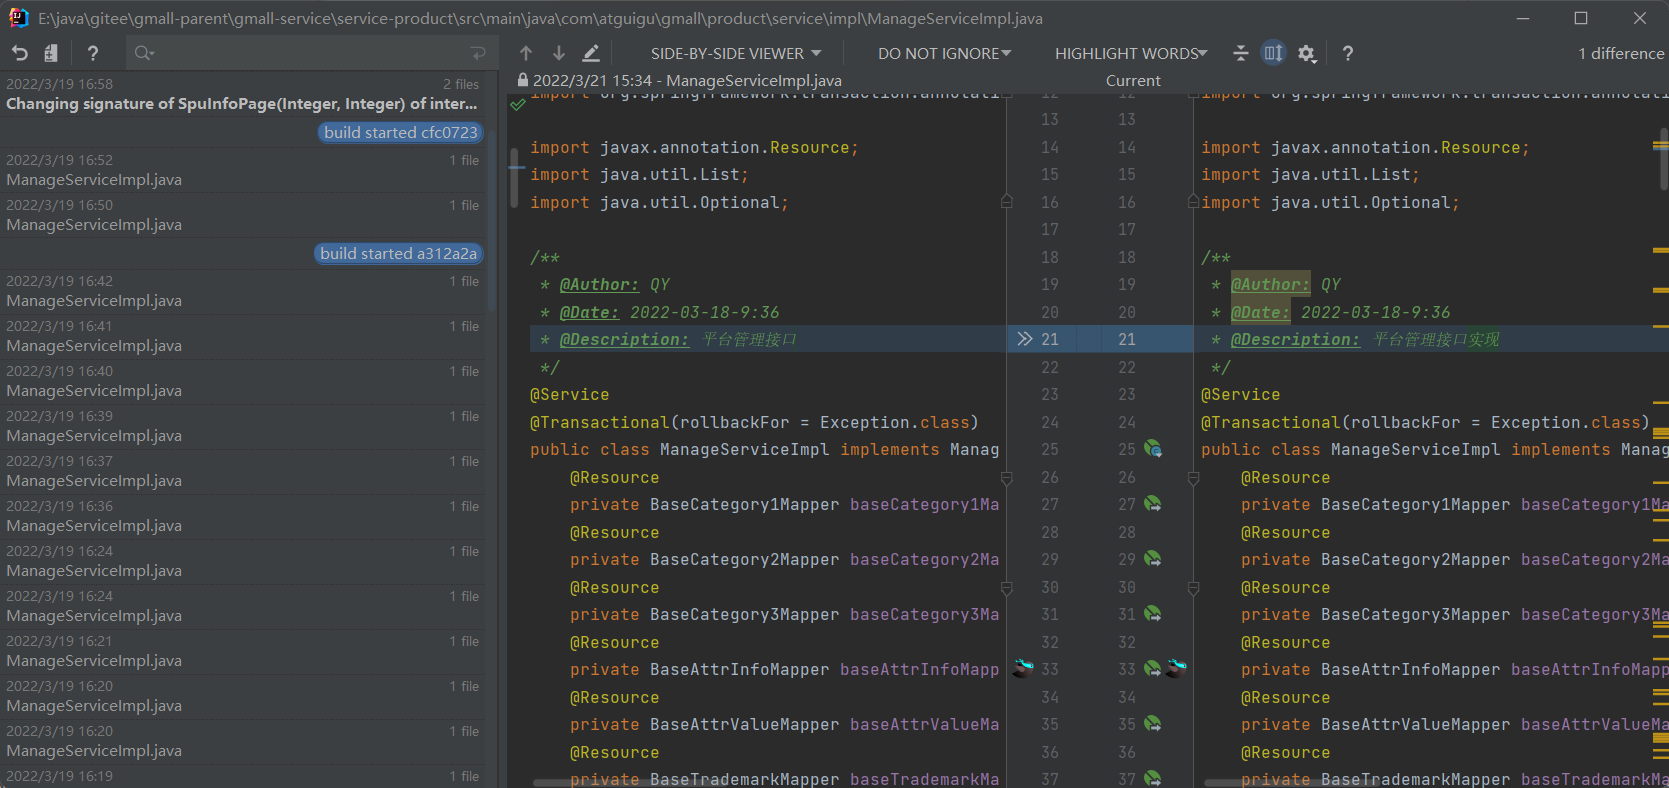 E:\java\gitee\gmall-parent\gmall-service\service-product\src\main\java\com\atguigu\gmall\product\service\impl\ManageServiceImpl.java
SIDE-BY-SIDE VIEWER
DO NOT IGNORE
HIGHLIGHT WORDS
?
1 difference
?
2022/3/19 16:58 2 files
Changing signature of SpuInfoPage(Integer, Integer) of inter...
build started cfc0723
2022/3/19 16:52 1 file
ManageServiceImpl.java
2022/3/19 16:50 1 file
ManageServiceImpl.java
build started a312a2a
2022/3/19 16:42 1 file
ManageServiceImpl.java
2022/3/19 16:41 1 file
ManageServiceImpl.java
2022/3/19 16:40 1 file
ManageServiceImpl.java
2022/3/19 16:39 1 file
ManageServiceImpl.java
2022/3/19 16:37 1 file
ManageServiceImpl.java
2022/3/19 16:36 1 file
ManageServiceImpl.java
2022/3/19 16:24 1 file
ManageServiceImpl.java
2022/3/19 16:24 1 file
ManageServiceImpl.java
2022/3/19 16:21 1 file
ManageServiceImpl.java
2022/3/19 16:20 1 file
ManageServiceImpl.java
2022/3/19 16:20 1 file
ManageServiceImpl.java
2022/3/19 16:19 1 file
2022/3/21 15:34 - ManageServiceImpl.java
import org.springframework.transaction.annotati 12
13
import javax.annotation.Resource; 14
import java.util.List; 15
import java.util.Optional; 16
17
/** 18
* @Author: QY 19
* @Date: 2022-03-18-9:36 20
* @Description: 平台管理接口 21
*/ 22
@Service 23
@Transactional(rollbackFor = Exception.class) 24
public class ManageServiceImpl implements Manag 25
@Resource 26
private BaseCategory1Mapper baseCategory1Ma 27
@Resource 28
private BaseCategory2Mapper baseCategory2Ma 29
@Resource 30
private BaseCategory3Mapper baseCategory3Ma 31
@Resource 32
private BaseAttrInfoMapper baseAttrInfoMapp 33
@Resource 34
private BaseAttrValueMapper baseAttrValueMa 35
@Resource 36
private BaseTrademarkMapper baseTrademarkMa 37
Current
12 import org.springframework.transaction.annotati
13
14 import javax.annotation.Resource;
15 import java.util.List;
16 import java.util.Optional;
17
18 /**
19 * @Author: QY
20 * @Date: 2022-03-18-9:36
21 * @Description: 平台管理接口实现
22 */
23 @Service
24 @Transactional(rollbackFor = Exception.class)
25 public class ManageServiceImpl implements Manag
26 @Resource
27 private BaseCategory1Mapper baseCategory1Ma
28 @Resource
29 private BaseCategory2Mapper baseCategory2Ma
30 @Resource
31 private BaseCategory3Mapper baseCategory3Ma
32 @Resource
33 private BaseAttrInfoMapper baseAttrInfoMapp
34 @Resource
35 private BaseAttrValueMapper baseAttrValueMa
36 @Resource
37 private BaseTrademarkMapper baseTrademarkMa